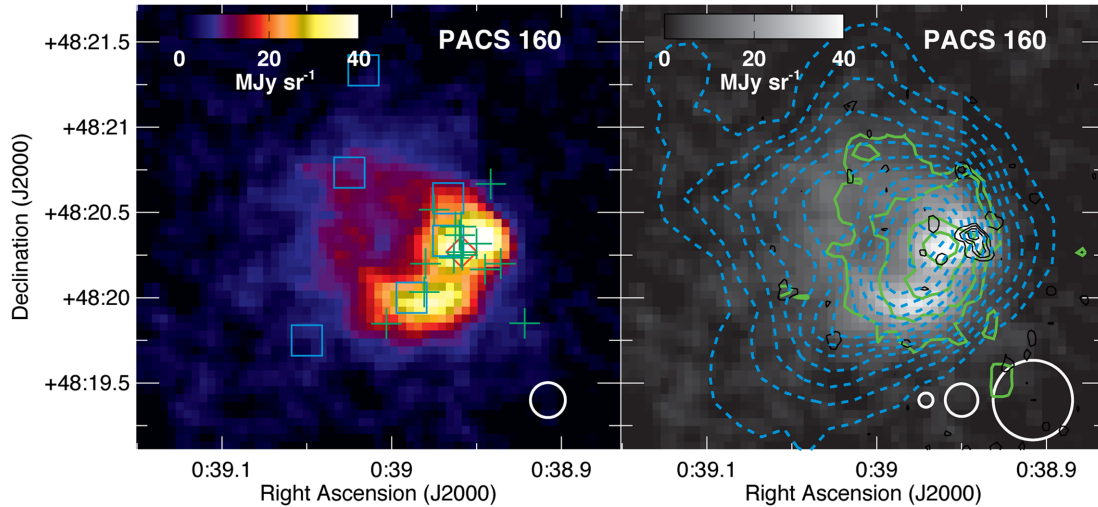 +48:21.5
+48:21
+48:20.5
+48:20
+48:19.5
Declination (J2000)
0 20 40
MJy sr⁻¹
PACS 160
0:39.1 0:39 0:38.9
Right Ascension (J2000)
0 20 40
MJy sr⁻¹
PACS 160
0:39.1 0:39 0:38.9
Right Ascension (J2000)